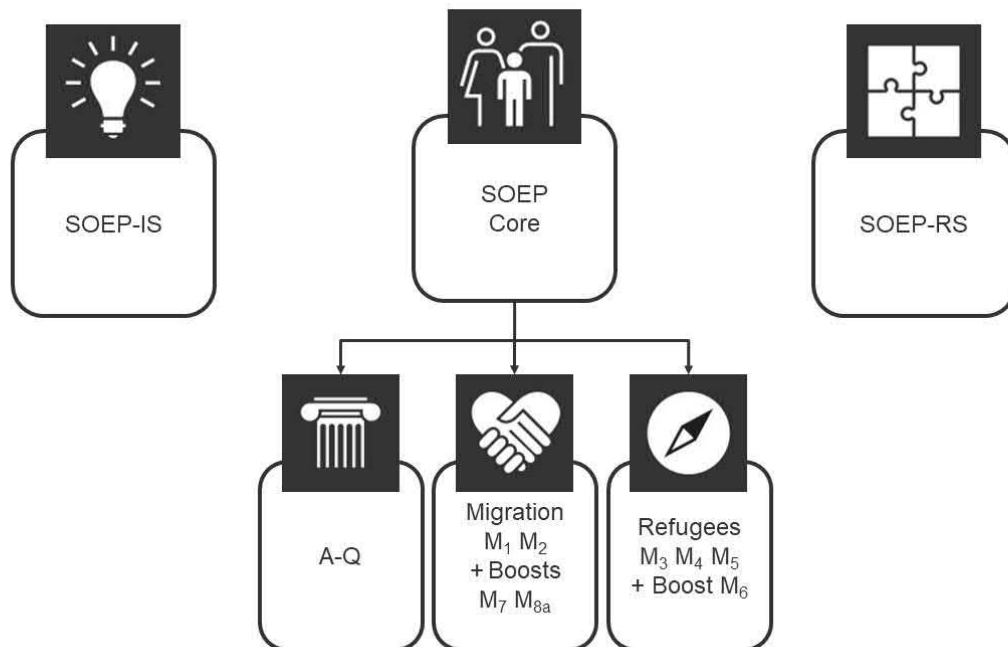 SOEP-IS
SOEP
Core
SOEP-RS
A-Q
Migration
M₁ M₂
+ Boosts
M₇ M₈ₐ
Refugees
M₃ M₄ M₅
+ Boost M₆